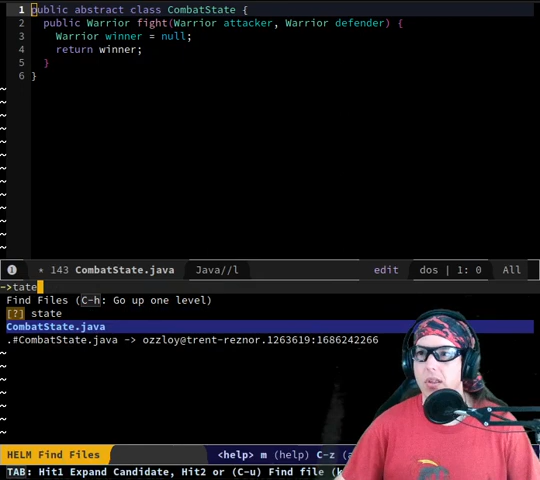 1 public abstract class CombatState {
2 public Warrior fight(Warrior attacker, Warrior defender) {
3 Warrior winner = null;
4 return winner;
5 }
6 }
~
~
~
~
~
~
~
~
~
~
~
~
~
* 143 CombatState.java Java//l edit dos | 1: 0 All
->tate
Find Files (C-h: Go up one level)
[?] state
CombatState.java
.#CombatState.java -> ozzloy@trent-reznor.1263619:1686242266
~
~
~
~
~
~
~
HELM Find Files <help> m (help) C-z (a
TAB: Hit1 Expand Candidate, Hit2 or (C-u) Find file (k